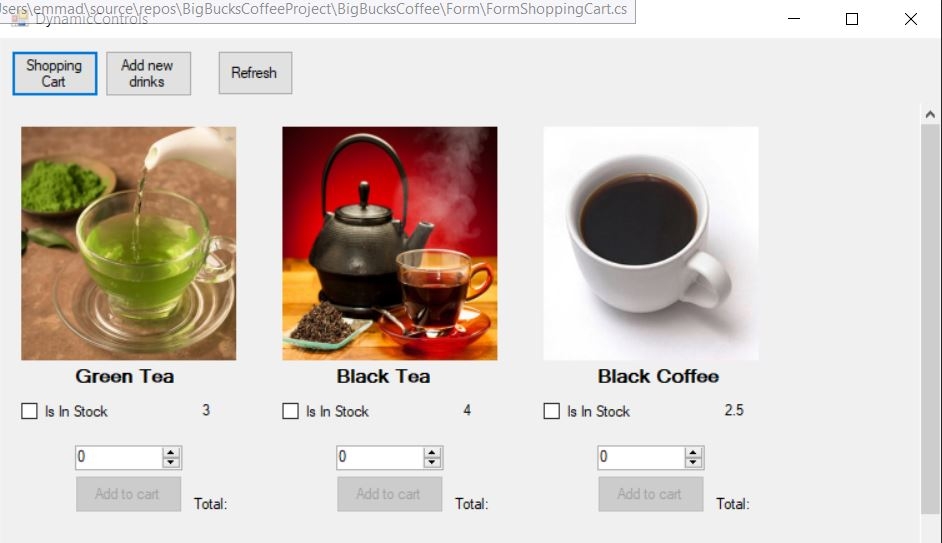 sers\emmad\source\repos\BigBucksCoffeeProject\BigBucksCoffee\Form\FormShoppingCart.cs
DynamicControls
Shopping
Cart
Add new
drinks
Refresh
Green Tea
Black Tea
Black Coffee
Is In Stock 3
Is In Stock 4
Is In Stock 2.5
0
0
0
Add to cart Total:
Add to cart Total:
Add to cart Total: